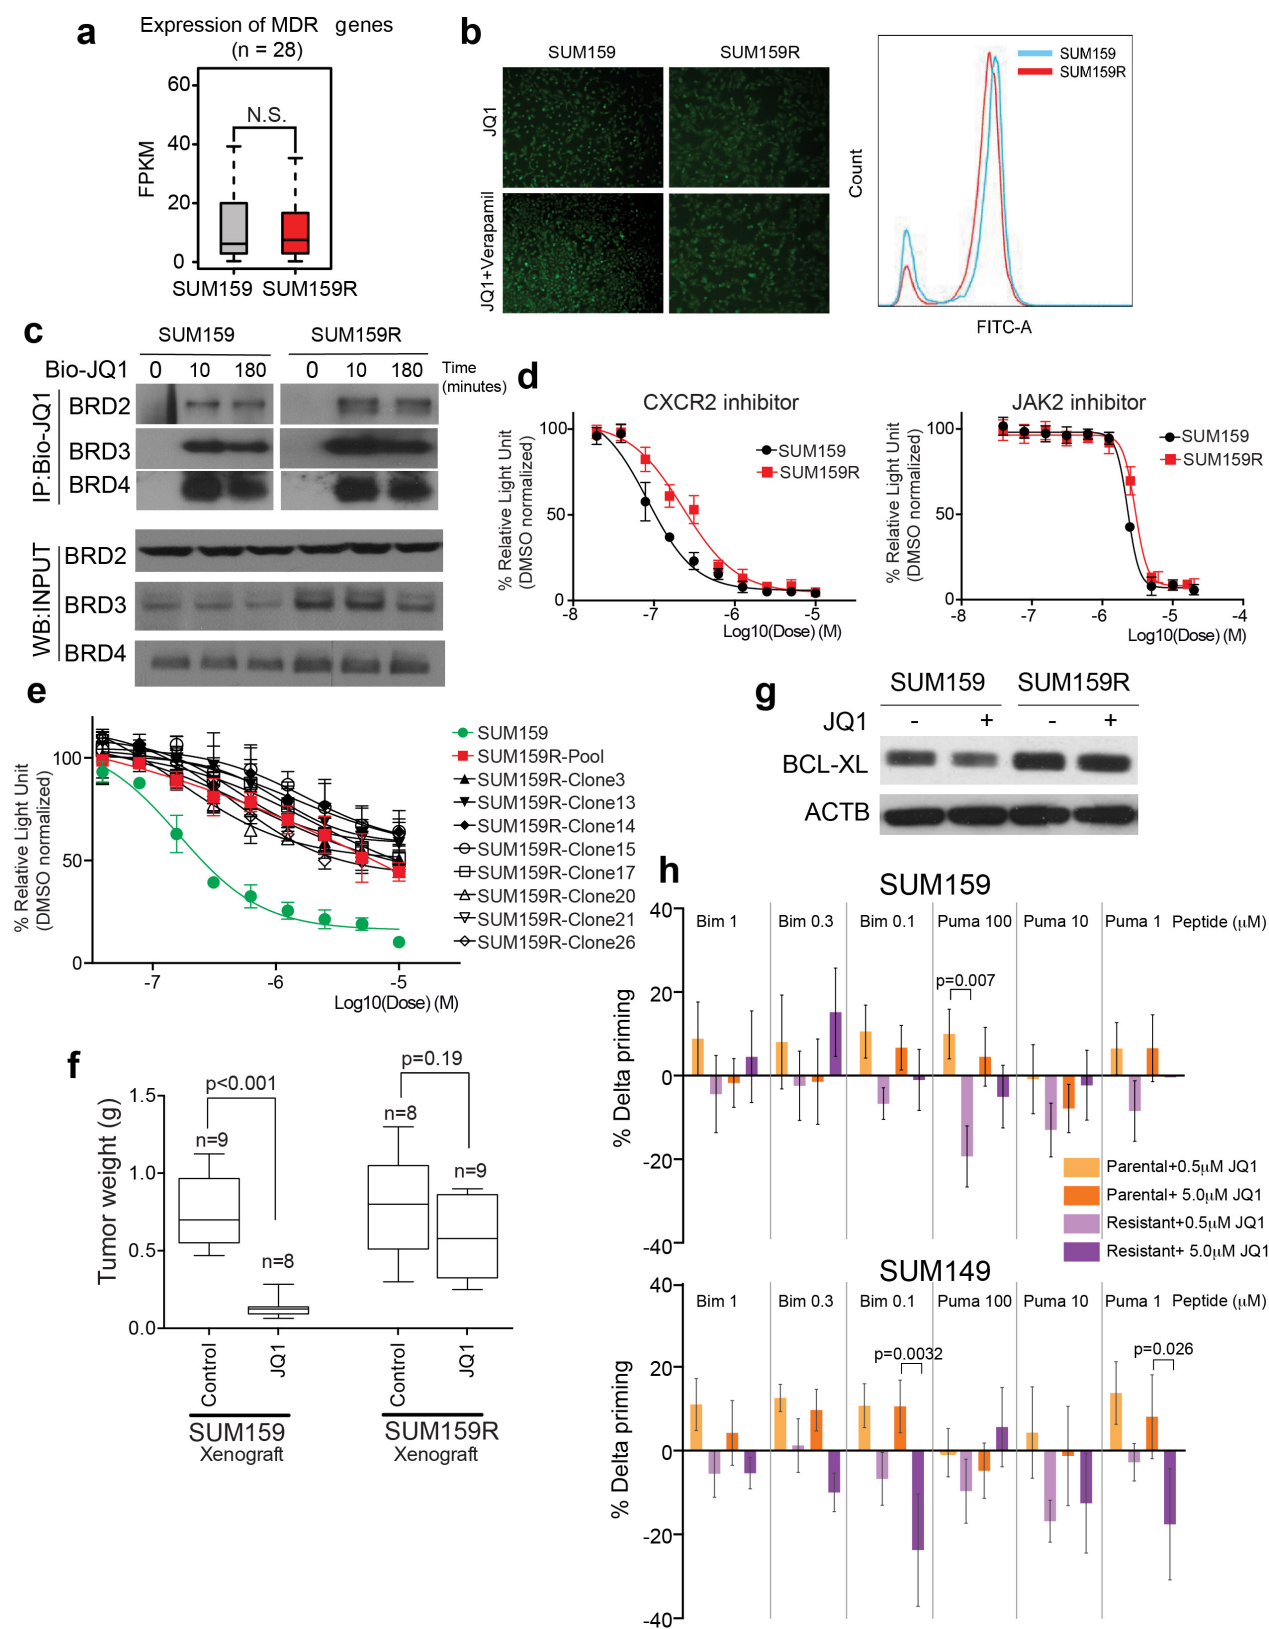 a
Expression of MDR genes
(n = 28)
FPKM
60
40
20
0
N.S.
SUM159 SUM159R
b
SUM159 SUM159R
JQ1
JQ1+Verapamil
Count
SUM159
SUM159R
FITC-A
c
SUM159 SUM159R
Bio-JQ1 0 10 180 0 10 180 Time
(minutes)
IP:Bio-JQ1
BRD2
BRD3
BRD4
WB:INPUT
BRD2
BRD3
BRD4
d
CXCR2 inhibitor
% Relative Light Unit
(DMSO normalized)
100
50
0
-8 -7 -6 -5
Log10(Dose) (M)
SUM159
SUM159R
JAK2 inhibitor
% Relative Light Unit
(DMSO normalized)
100
50
0
-8 -7 -6 -5 -4
Log10(Dose) (M)
SUM159
SUM159R
e
% Relative Light Unit
(DMSO normalized)
100
50
0
-7 -6 -5
Log10(Dose) (M)
SUM159
SUM159R-Pool
SUM159R-Clone3
SUM159R-Clone13
SUM159R-Clone14
SUM159R-Clone15
SUM159R-Clone17
SUM159R-Clone20
SUM159R-Clone21
SUM159R-Clone26
f
Tumor weight (g)
1.5
1.0
0.5
0.0
p<0.001
n=9
n=8
p=0.19
n=8
n=9
Control JQ1 Control JQ1
SUM159 SUM159R
Xenograft Xenograft
g
SUM159 SUM159R
JQ1 - + - +
BCL-XL
ACTB
h
SUM159
% Delta priming
40
20
0
-20
-40
Bim 1 Bim 0.3 Bim 0.1 Puma 100 Puma 10 Puma 1 Peptide (μM)
p=0.007
Parental+0.5μM JQ1
Parental+ 5.0μM JQ1
Resistant+0.5μM JQ1
Resistant+ 5.0μM JQ1
SUM149
% Delta priming
40
20
0
-20
-40
Bim 1 Bim 0.3 Bim 0.1 Puma 100 Puma 10 Puma 1 Peptide (μM)
p=0.0032
p=0.026